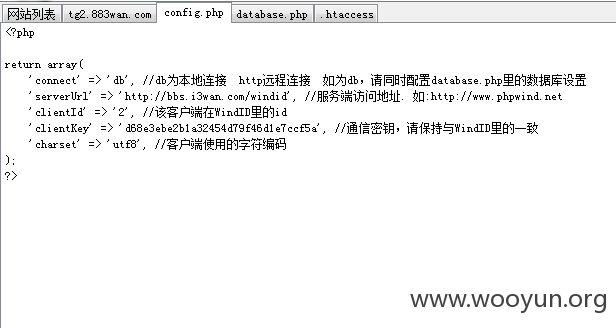 网站列表 tg2.883wan.com config.php database.php .htaccess
<?php
return array(
'connect' => 'db', //db为本地连接 http远程连接 如为db，请同时配置database.php里的数据库设置
'serverUrl' => 'http://bbs.i3wan.com/windid', //服务端访问地址. 如:http://www.phpwind.net
'clientId' => '2', //该客户端在WindID里的id
'clientKey' => 'd68e3ebe2b1a32454d79f46d1e7ccf5a', //通信密钥，请保持与WindID里的一致
'charset' => 'utf8', //客户端使用的字符编码
);
?>
www.wooyun.org